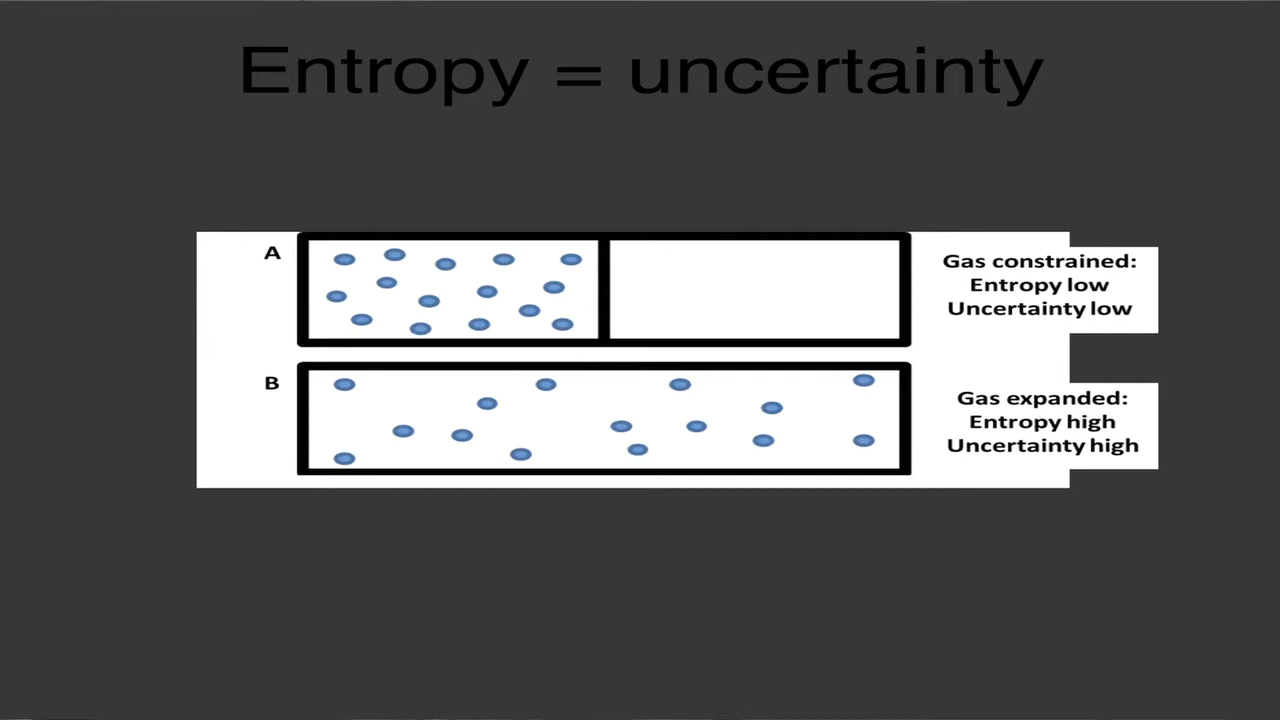 Entropy = uncertainty
A
Gas constrained:
Entropy low
Uncertainty low
B
Gas expanded:
Entropy high
Uncertainty high